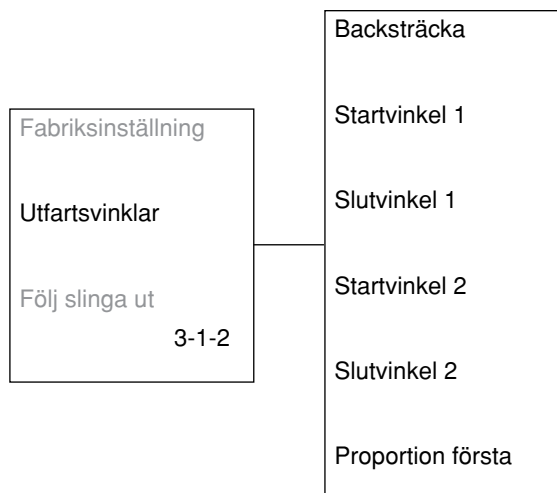 Fabriksinställning
Utfartsvinklar
Följ slinga ut
3-1-2
Backsträcka
Startvinkel 1
Slutvinkel 1
Startvinkel 2
Slutvinkel 2
Proportion första